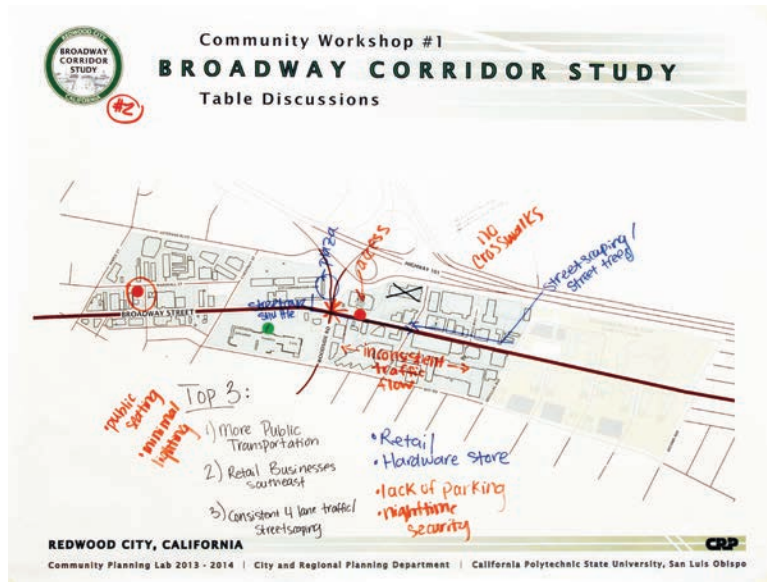 Community Workshop #1
BROADWAY CORRIDOR STUDY
Table Discussions
REDWOOD CITY
BROADWAY
CORRIDOR
STUDY
CALIFORNIA
#2
plaza
access
NO
Crosswalks
streetscaping/
street trees
HIGHWAY 101
streetcar/
shuttle
BROADWAY STREET
WOODSIDE RD
inconsistent
traffic
flow
•public
seating
•minimal
lighting
TOP 3:
1) More Public
Transportation
2) Retail Businesses
southeast
3) Consistent 4 lane traffic/
streetscaping
•Retail
•Hardware store
•lack of parking
•nighttime
security
REDWOOD CITY, CALIFORNIA
CRP
Community Planning Lab 2013 - 2014 | City and Regional Planning Department | California Polytechnic State University, San Luis Obispo